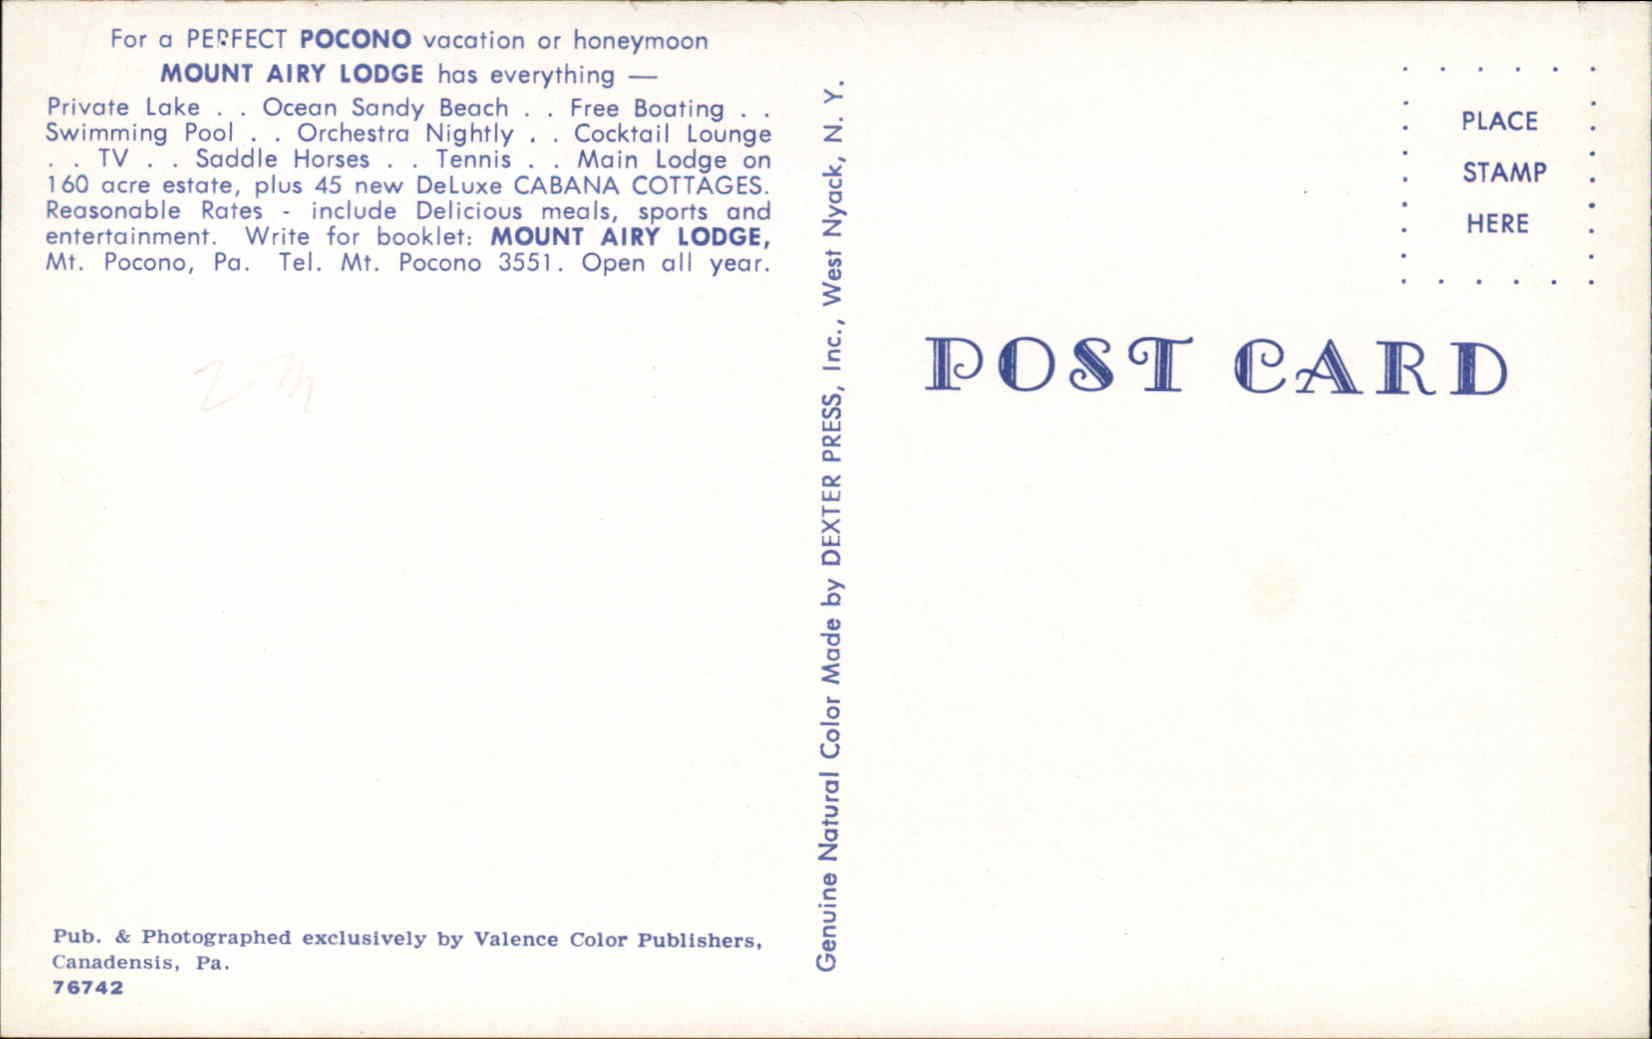 For a PERFECT POCONO vacation or honeymoon
MOUNT AIRY LODGE has everything —
Private Lake . . Ocean Sandy Beach . . Free Boating . .
Swimming Pool . . Orchestra Nightly . . Cocktail Lounge
. . TV . . Saddle Horses . . Tennis . . Main Lodge on
160 acre estate, plus 45 new DeLuxe CABANA COTTAGES.
Reasonable Rates - include Delicious meals, sports and
entertainment. Write for booklet: MOUNT AIRY LODGE,
Mt. Pocono, Pa. Tel. Mt. Pocono 3551. Open all year.
Pub. & Photographed exclusively by Valence Color Publishers,
Canadensis, Pa.
76742
Genuine Natural Color Made by DEXTER PRESS, Inc., West Nyack, N. Y.
PLACE
STAMP
HERE
POST CARD